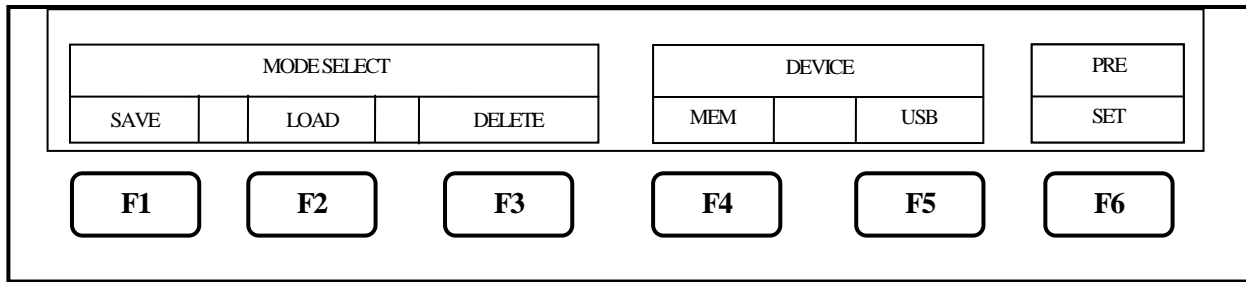 MODE SELECT DEVICE PRE
SAVE LOAD DELETE MEM USB SET
F1 F2 F3 F4 F5 F6